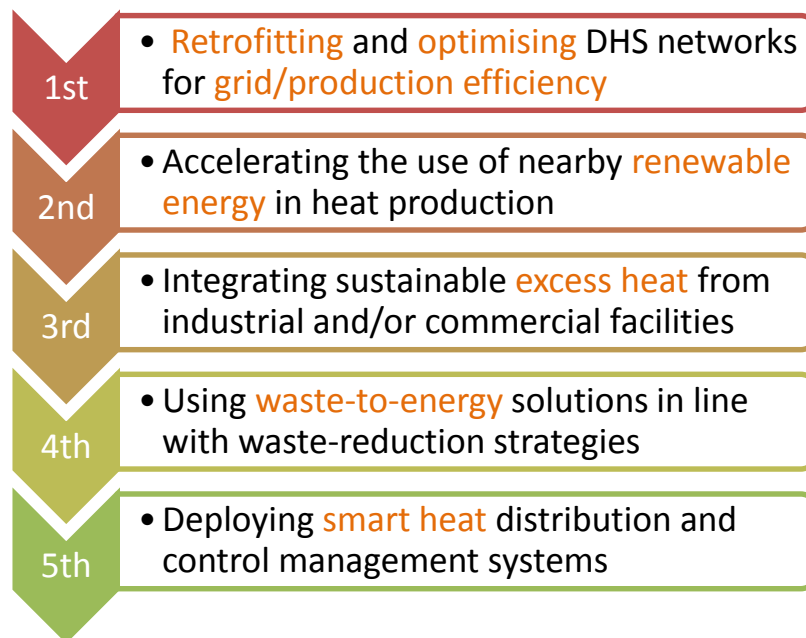 1st
• Retrofitting and optimising DHS networks
for grid/production efficiency
2nd
• Accelerating the use of nearby renewable
energy in heat production
3rd
• Integrating sustainable excess heat from
industrial and/or commercial facilities
4th
• Using waste-to-energy solutions in line
with waste-reduction strategies
5th
• Deploying smart heat distribution and
control management systems